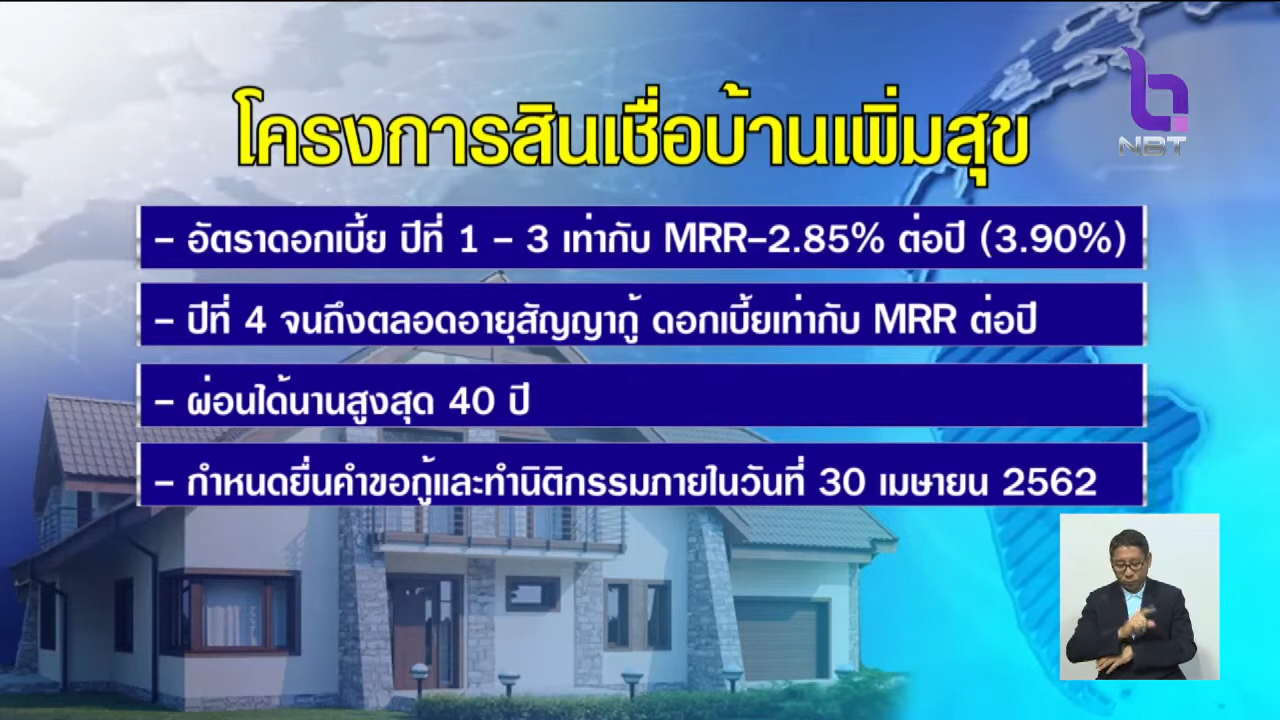 โครงการสินเชื่อบ้านเพิ่มสุข
NBT
– อัตราดอกเบี้ย ปีที่ 1 – 3 เท่ากับ MRR–2.85% ต่อปี (3.90%)
– ปีที่ 4 จนถึงตลอดอายุสัญญากู้ ดอกเบี้ยเท่ากับ MRR ต่อปี
– ผ่อนได้นานสูงสุด 40 ปี
– กำหนดยื่นคำขอกู้และทำนิติกรรมภายในวันที่ 30 เมษายน 2562